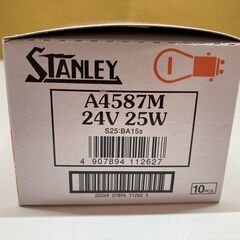 STANLEY
A4587M
24V 25W
S25:BA15s
4 907894 112627
10PCS.